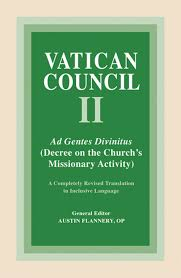 VATICAN
COUNCIL
II
Ad Gentes Divinitus
(Decree on the Church's
Missionary Activity)
A Completely Revised Translation
in Inclusive Language
General Editor
AUSTIN FLANNERY, OP